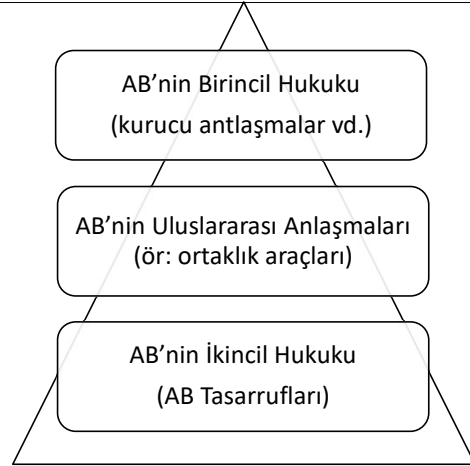 AB’nin Birincil Hukuku
(kurucu antlaşmalar vd.)
AB’nin Uluslararası Anlaşmaları
(ör: ortaklık araçları)
AB’nin İkincil Hukuku
(AB Tasarrufları)